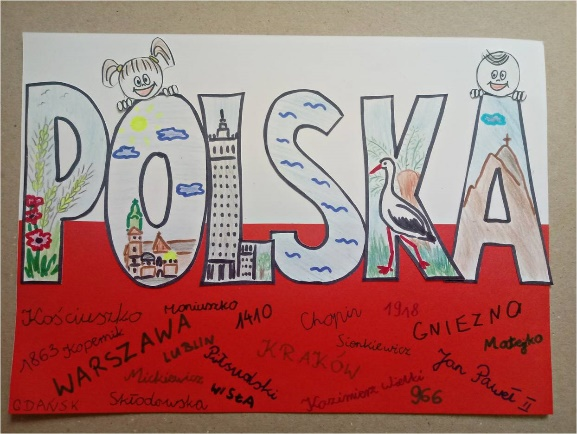 POLSKA
Kościuszko Moniuszko 1410 Chopin 1918 GNIEZNO
1863 Kopernik WARSZAWA LUBLIN Piłsudski KRAKÓW Sienkiewicz Matejko
Mickiewicz WISŁA Jan Paweł II
GDAŃSK Skłodowska Kazimierz Wielki 966